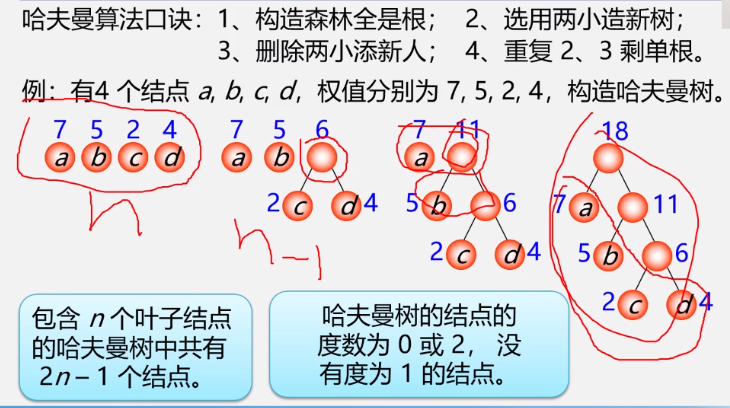 哈夫曼算法口诀：1、构造森林全是根； 2、选用两小造新树；
3、删除两小添新人； 4、重复 2、3 剩单根。
例：有4 个结点 a, b, c, d，权值分别为 7, 5, 2, 4，构造哈夫曼树。
7 5 2 4
a b c d
n
7 5 6
a b
2 c d 4
n-1
7 11
a
5 b 6
2 c d 4
18
7 a 11
5 b 6
2 c d 4
包含 n 个叶子结点
的哈夫曼树中共有
2n – 1 个结点。
哈夫曼树的结点的
度数为 0 或 2， 没
有度为 1 的结点。